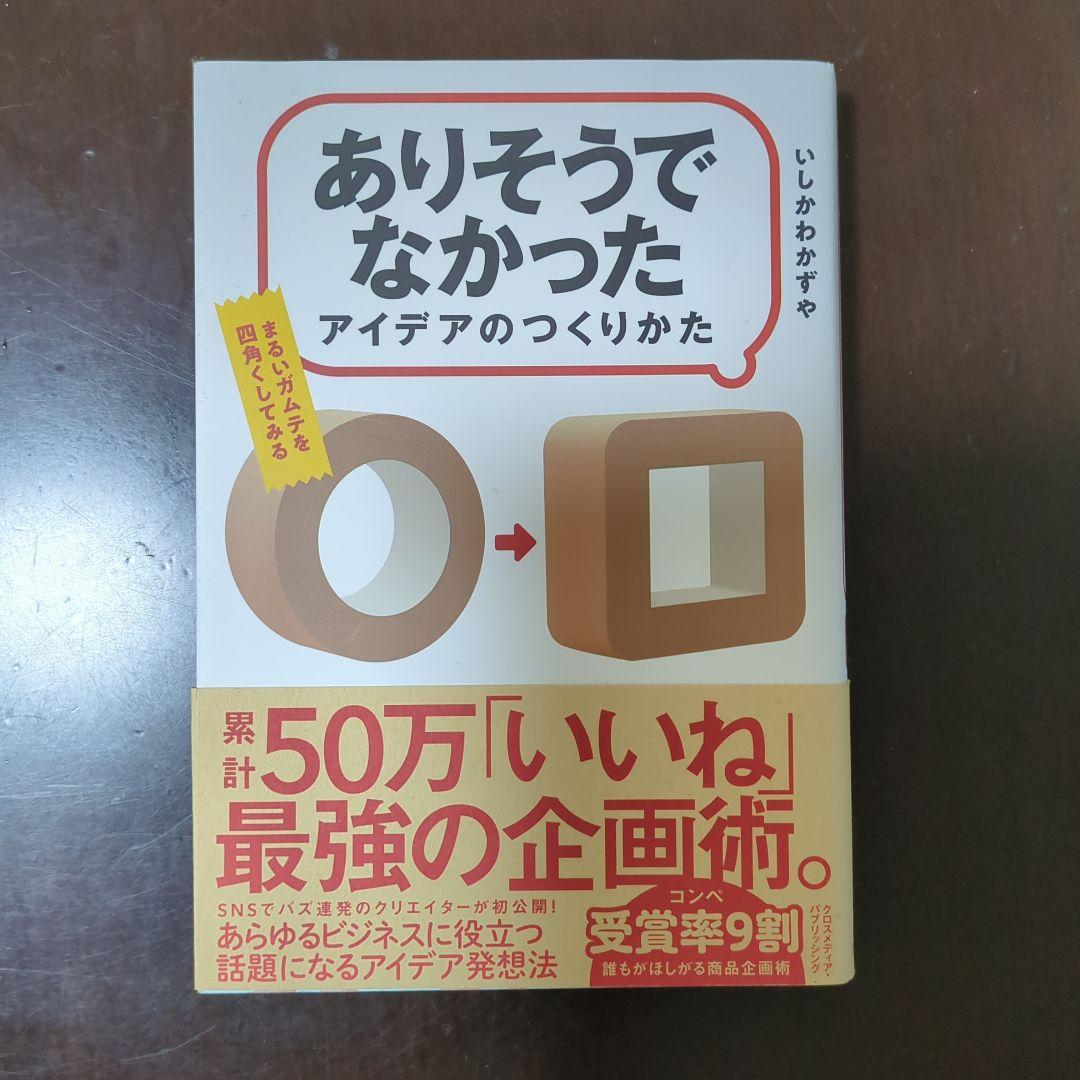 ありそうで
なかった
アイデアのつくりかた
いしかわかずや
まるいガムテを
四角くしてみる
累計50万「いいね」
最強の企画術。
SNSでバズ連発のクリエイターが初公開!
あらゆるビジネスに役立つ
話題になるアイデア発想法
コンペ
受賞率9割
誰もがほしがる商品企画術
クロスメディア・
パブリッシング